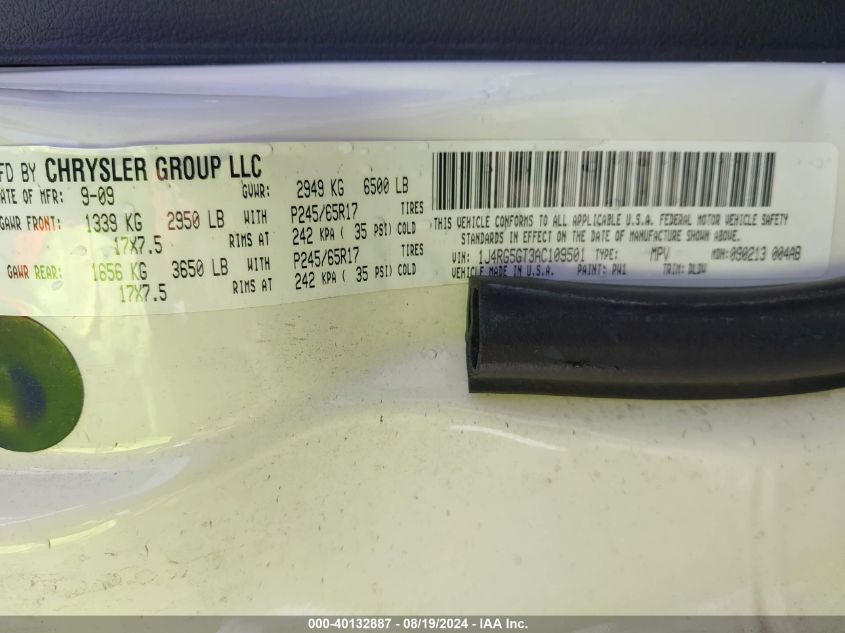 FD BY CHRYSLER GROUP LLC
DATE OF MFR: 9-09 GVWR: 2949 KG 6500 LB
GAWR FRONT: 1339 KG 2950 LB WITH P245/65R17 TIRES
17X7.5 RIMS AT 242 KPA ( 35 PSI) COLD
GAWR REAR: 1656 KG 3650 LB WITH P245/65R17 TIRES
17X7.5 RIMS AT 242 KPA ( 35 PSI) COLD
THIS VEHICLE CONFORMS TO ALL APPLICABLE U.S.A. FEDERAL MOTOR VEHICLE SAFETY
STANDARDS IN EFFECT ON THE DATE OF MANUFACTURE SHOWN ABOVE.
VIN: 1J4RG5GT3AC109501 TYPE: MPV MDH:090213 004AB
VEHICLE MADE IN U.S.A. PAINT: PW1 TRIM: DLDV
000-40132887 - 08/19/2024 - IAA Inc.